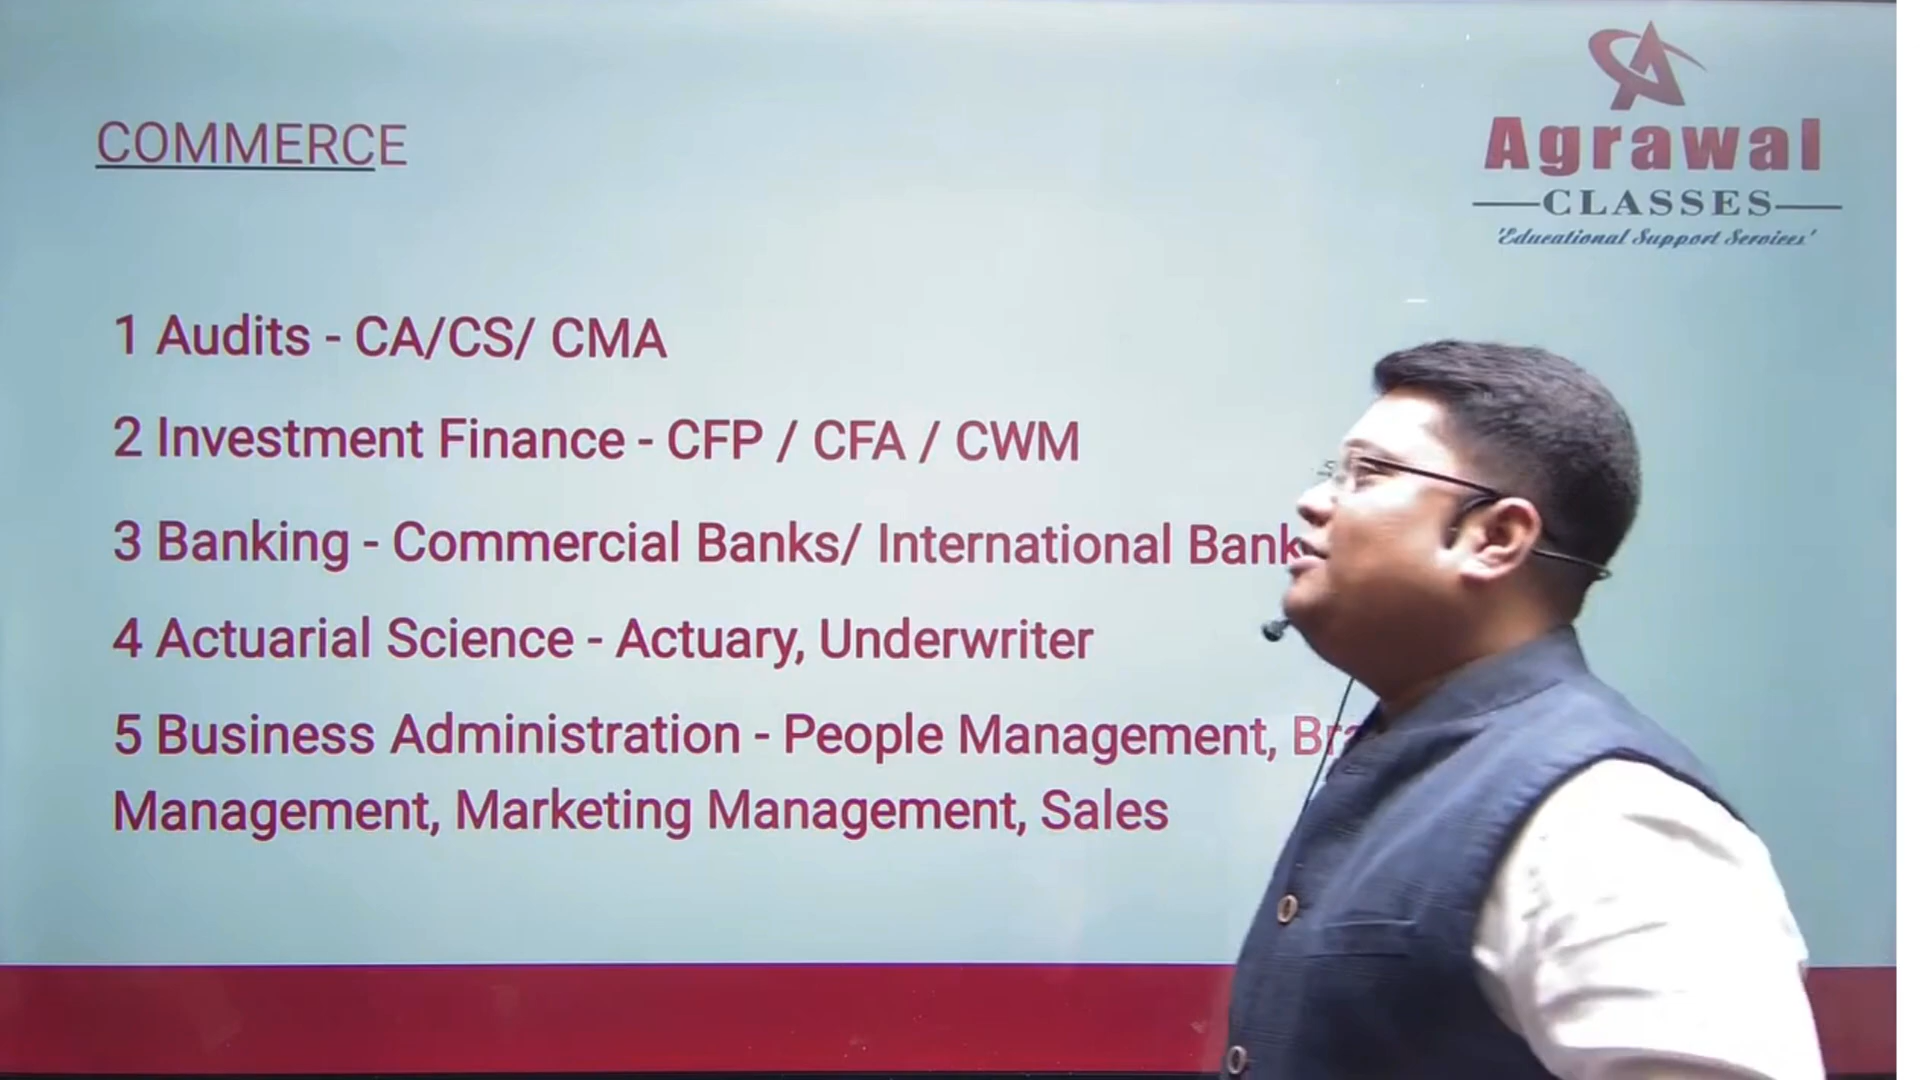 COMMERCE
Agrawal
CLASSES
'Educational Support Services'
1 Audits - CA/CS/ CMA
2 Investment Finance - CFP / CFA / CWM
3 Banking - Commercial Banks/ International
4 Actuarial Science - Actuary, Underwriter
5 Business Administration - People Management,
Management, Marketing Management, Sales